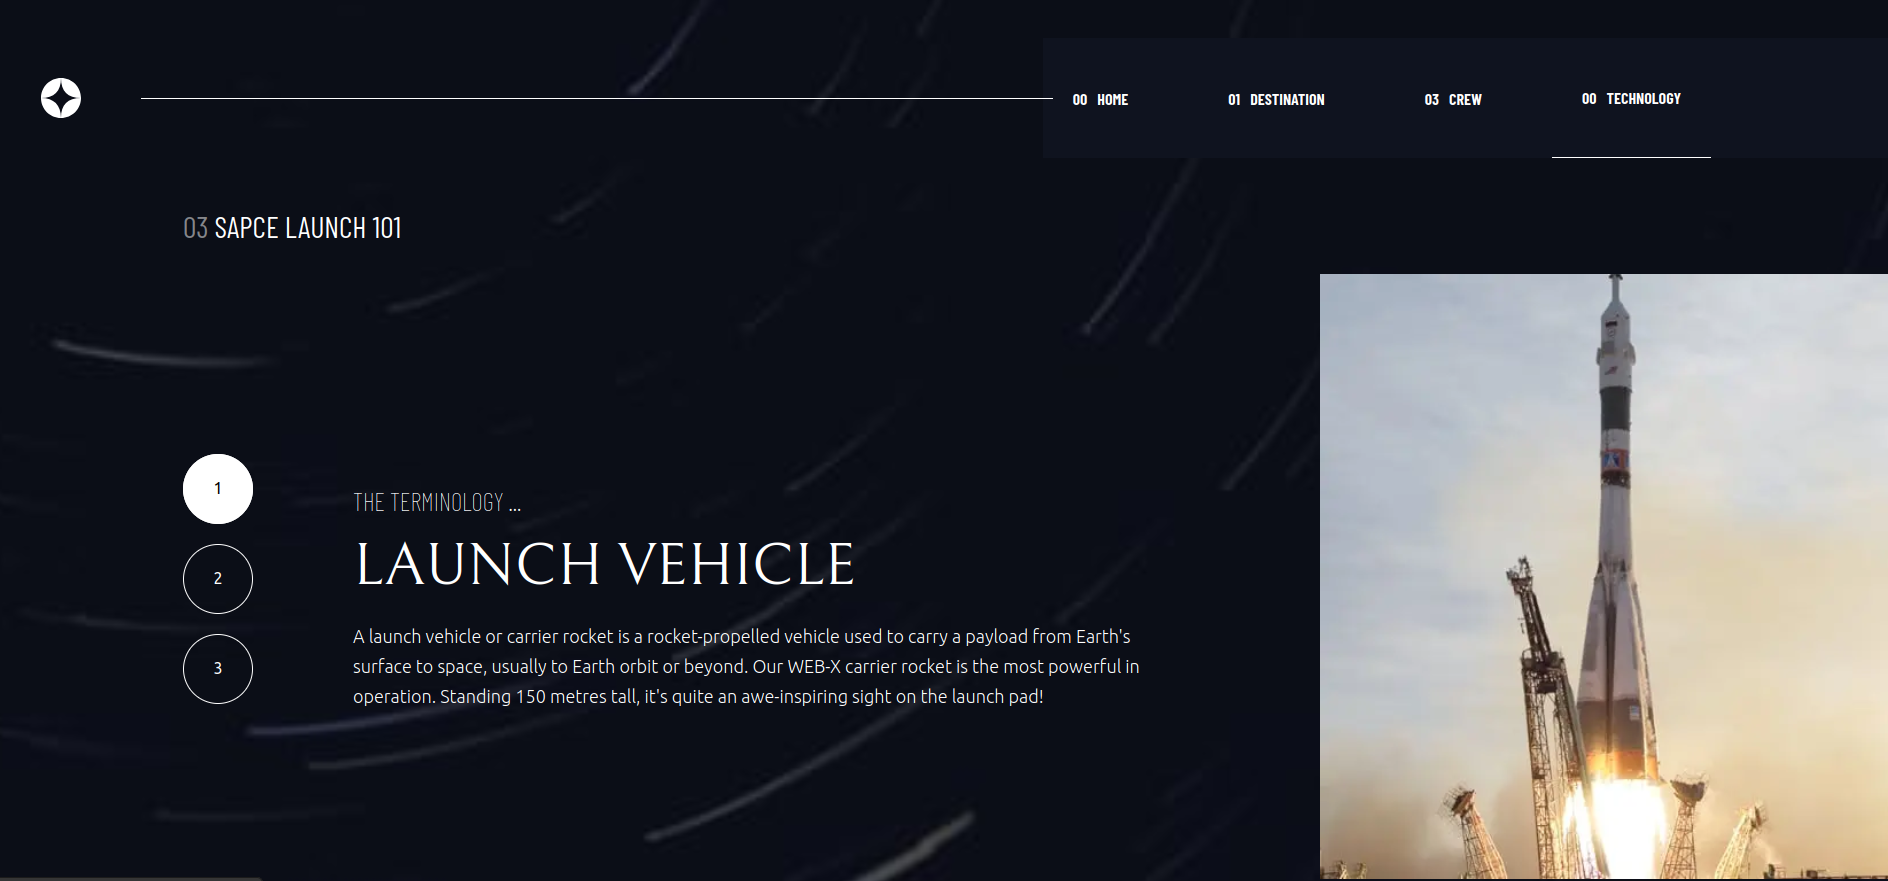 00 HOME 01 DESTINATION 03 CREW 00 TECHNOLOGY
03 SAPCE LAUNCH 101
1
2
3
THE TERMINOLOGY ...
LAUNCH VEHICLE
A launch vehicle or carrier rocket is a rocket-propelled vehicle used to carry a payload from Earth's
surface to space, usually to Earth orbit or beyond. Our WEB-X carrier rocket is the most powerful in
operation. Standing 150 metres tall, it's quite an awe-inspiring sight on the launch pad!